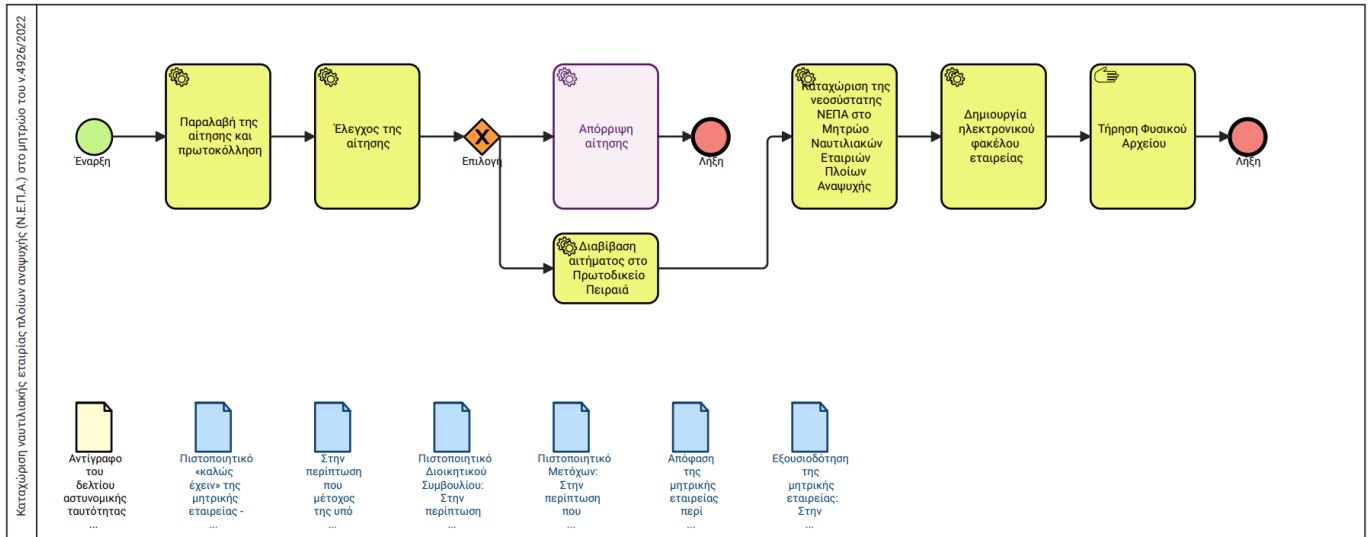 Καταχώριση ναυτιλιακής εταιρίας πλοίων αναψυχής (Ν.Ε.Π.Α.) στο μητρώο του ν.4926/2022
Έναρξη
Παραλαβή της
αίτησης και
πρωτοκόλληση
Έλεγχος της
αίτησης
Επιλογή
Απόρριψη
αίτησης
Λήξη
Διαβίβαση
αιτήματος στο
Πρωτοδικείο
Πειραιά
Καταχώριση της
νεοσύστατης
ΝΕΠΑ στο
Μητρώο
Ναυτιλιακών
Εταιριών
Πλοίων
Αναψυχής
Δημιουργία
ηλεκτρονικού
φακέλου
εταιρείας
Τήρηση Φυσικού
Αρχείου
Λήξη
Αντίγραφο
του
δελτίου
αστυνομικής
ταυτότητας
...
Πιστοποιητικό
«καλώς
έχειν» της
μητρικής
εταιρείας -
...
Στην
περίπτωση
που
μέτοχος
της υπό
...
Πιστοποιητικό
Διοικητικού
Συμβουλίου:
Στην
περίπτωση
...
Πιστοποιητικό
Μετόχων:
Στην
περίπτωση
που
...
Απόφαση
της
μητρικής
εταιρείας
περί
...
Εξουσιοδότηση
της
μητρικής
εταιρείας:
Στην
...